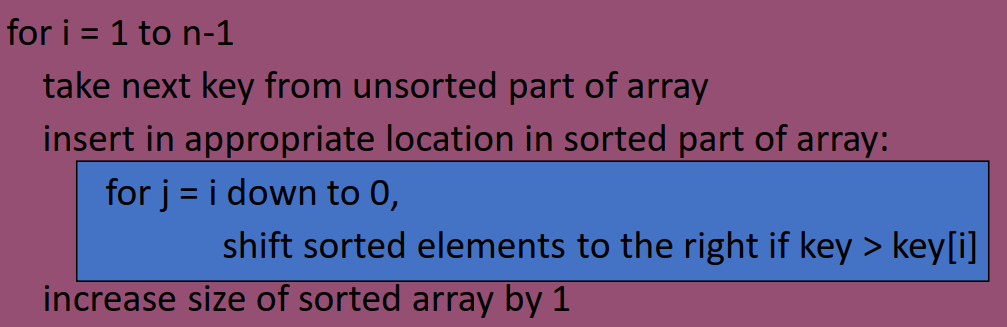 for i = 1 to n-1
take next key from unsorted part of array
insert in appropriate location in sorted part of array:
for j = i down to 0,
shift sorted elements to the right if key > key[i]
increase size of sorted array by 1